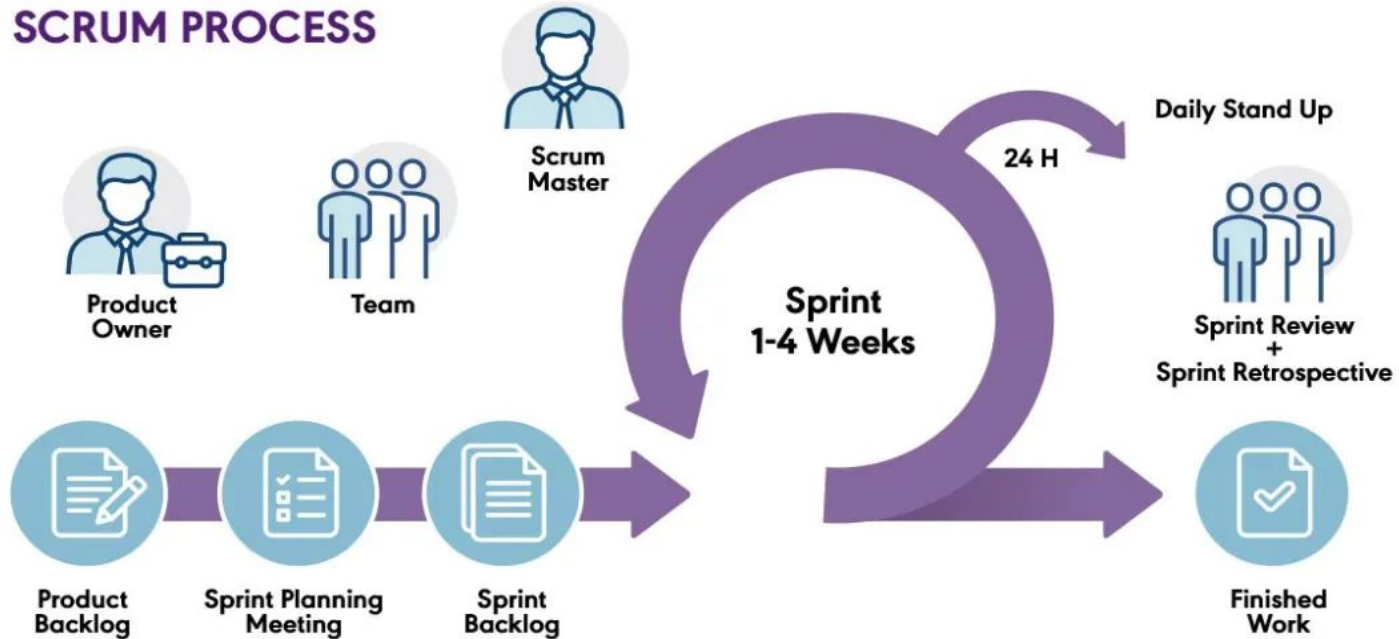 SCRUM PROCESS
Scrum
Master
Product
Owner
Team
Daily Stand Up
24 H
Sprint
1-4 Weeks
Sprint Review
+
Sprint Retrospective
Product
Backlog
Sprint Planning
Meeting
Sprint
Backlog
Finished
Work